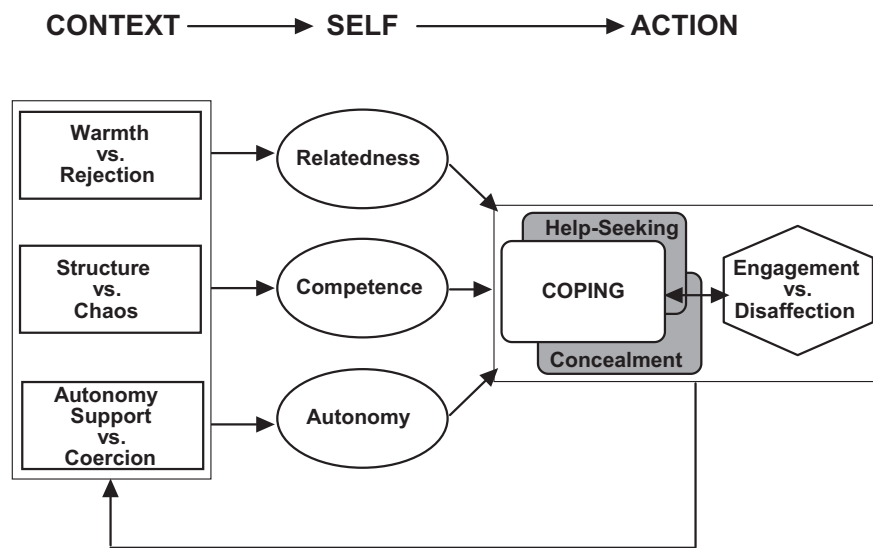 CONTEXT SELF ACTION
Warmth
vs.
Rejection
Relatedness
Structure
vs.
Chaos
Competence
Autonomy
Support
vs.
Coercion
Autonomy
Help-Seeking
COPING
Concealment
Engagement
vs.
Disaffection